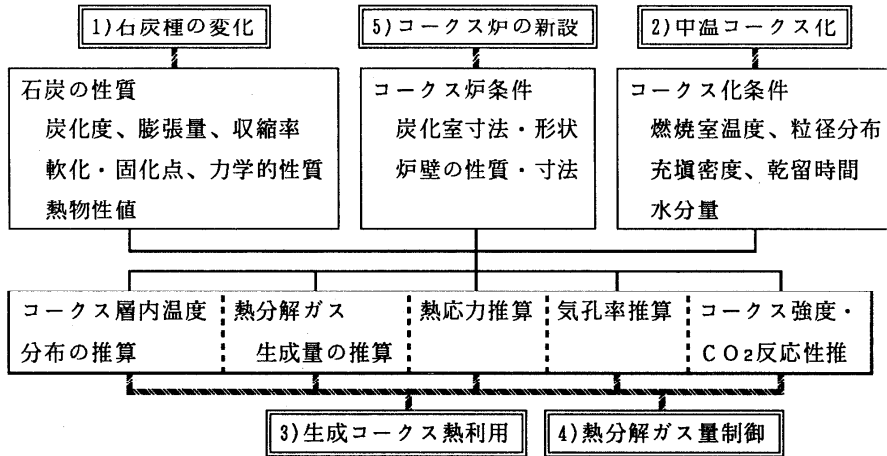 1)石炭種の変化
5)コークス炉の新設
2)中温コークス化
石炭の性質
炭化度、膨張量、収縮率
軟化・固化点、力学的性質
熱物性値
コークス炉条件
炭化室寸法・形状
炉壁の性質・寸法
コークス化条件
燃焼室温度、粒径分布
充塡密度、乾留時間
水分量
コークス層内温度
分布の推算
熱分解ガス
生成量の推算
熱応力推算
気孔率推算
コークス強度・
CO2反応性推
3)生成コークス熱利用
4)熱分解ガス量制御